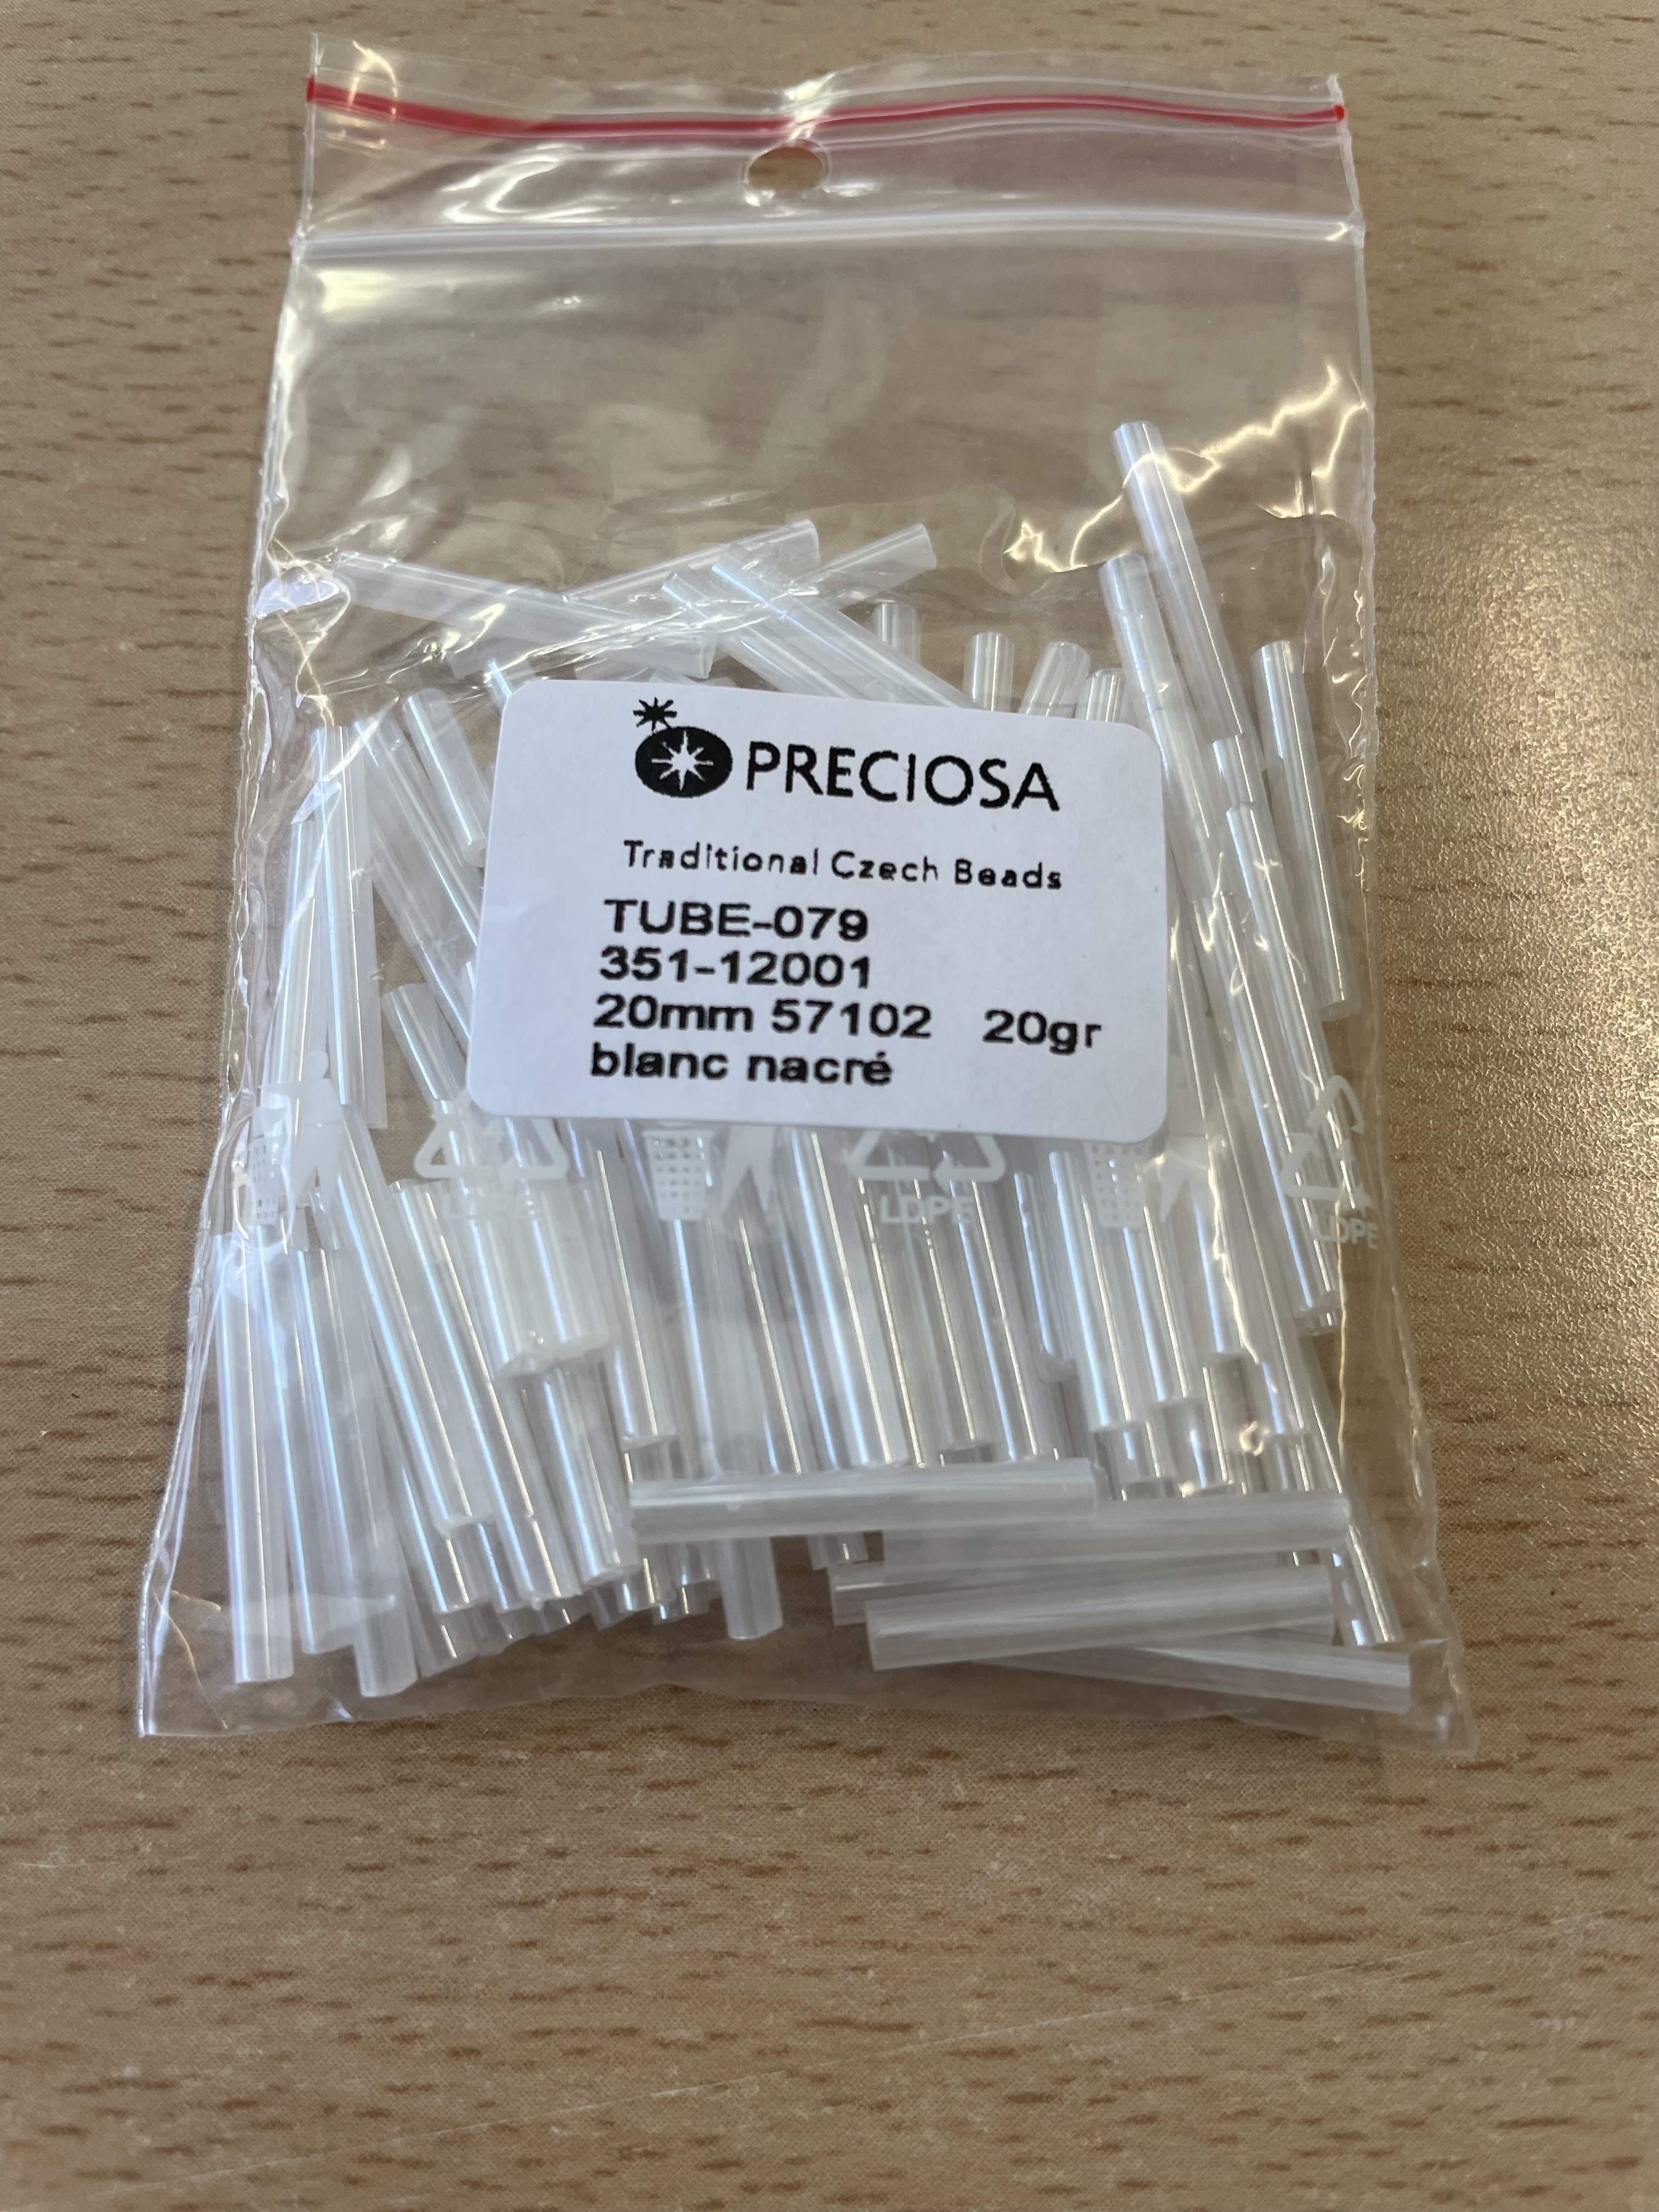 PRECIOSA
Traditional Czech Beads
TUBE-079
351-12001
20mm 57102 20gr
blanc nacré
LDPE
LDPE
LDPE